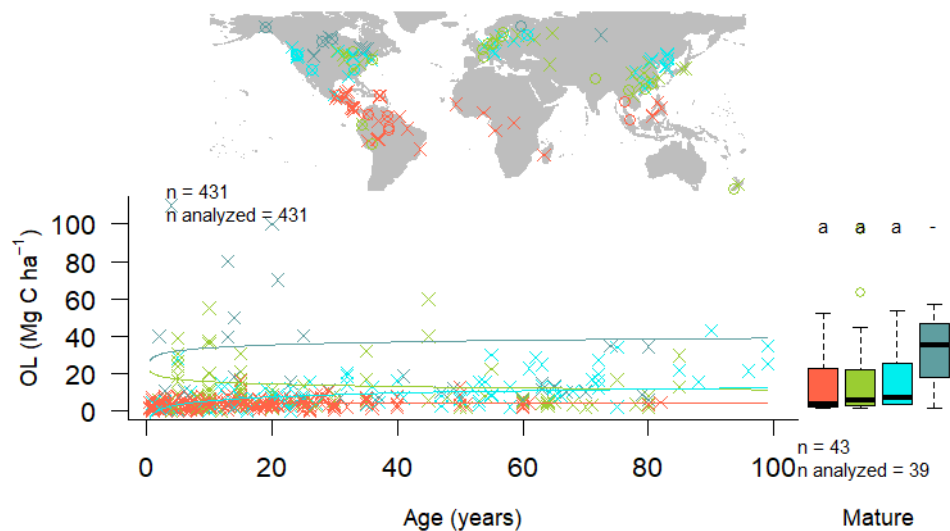 n = 431
n analyzed = 431
OL (Mg C ha⁻¹)
100
80
60
40
20
0
0 20 40 60 80 100
Age (years)
a a a -
n = 43
n analyzed = 39
Mature